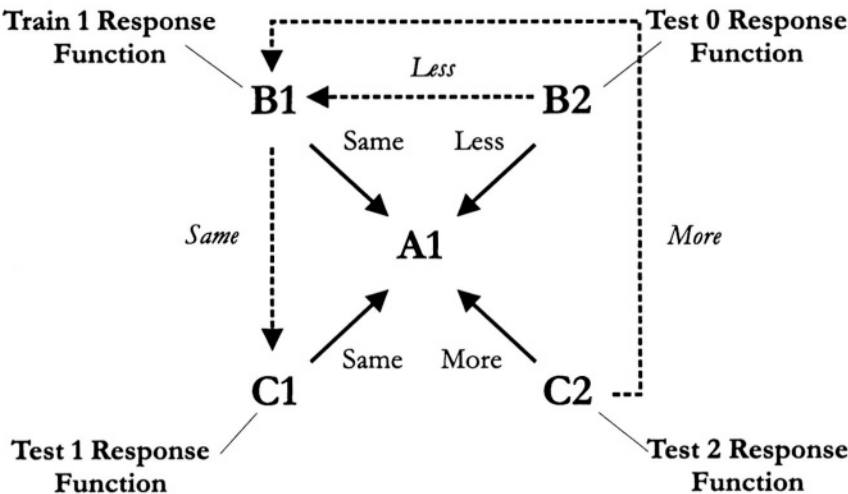 Train 1 Response
Function
Test 0 Response
Function
Less
B1
B2
Same
Less
Same
A1
More
Same
More
C1
C2
Test 1 Response
Function
Test 2 Response
Function